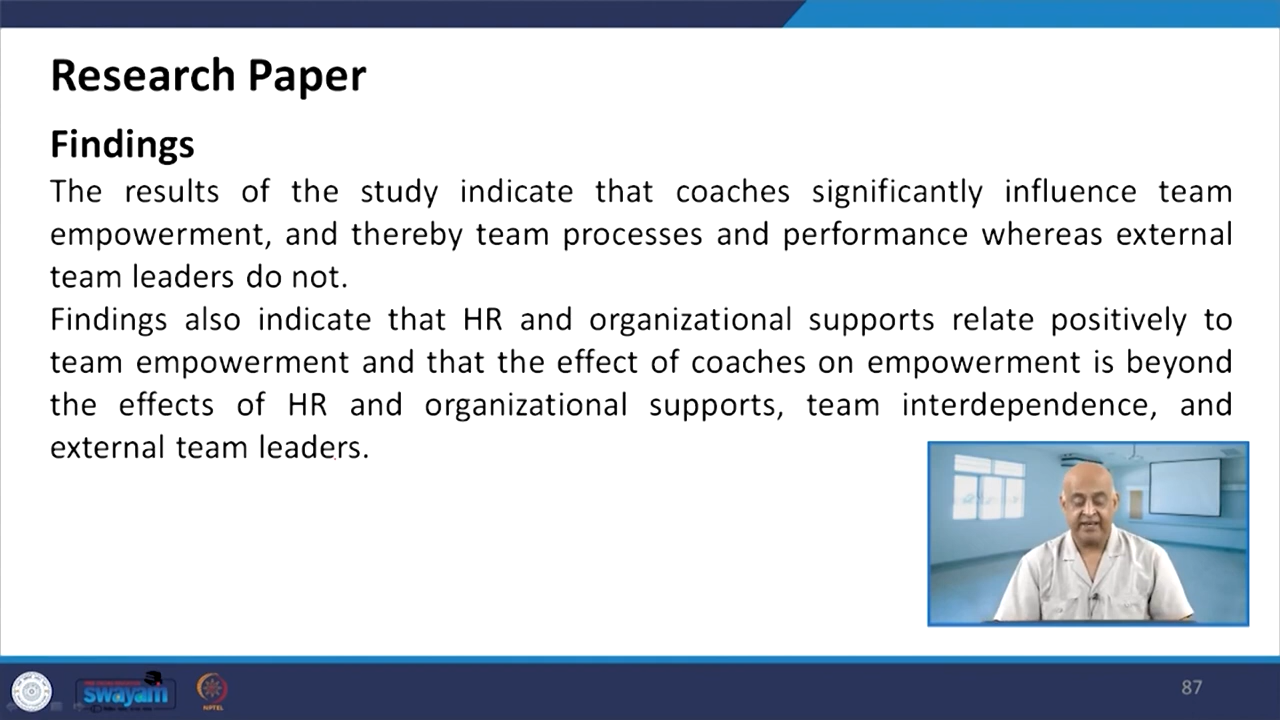 Research Paper
Findings
The results of the study indicate that coaches significantly influence team
empowerment, and thereby team processes and performance whereas external
team leaders do not.
Findings also indicate that HR and organizational supports relate positively to
team empowerment and that the effect of coaches on empowerment is beyond
the effects of HR and organizational supports, team interdependence, and
external team leaders.
swayam
NPTEL
87